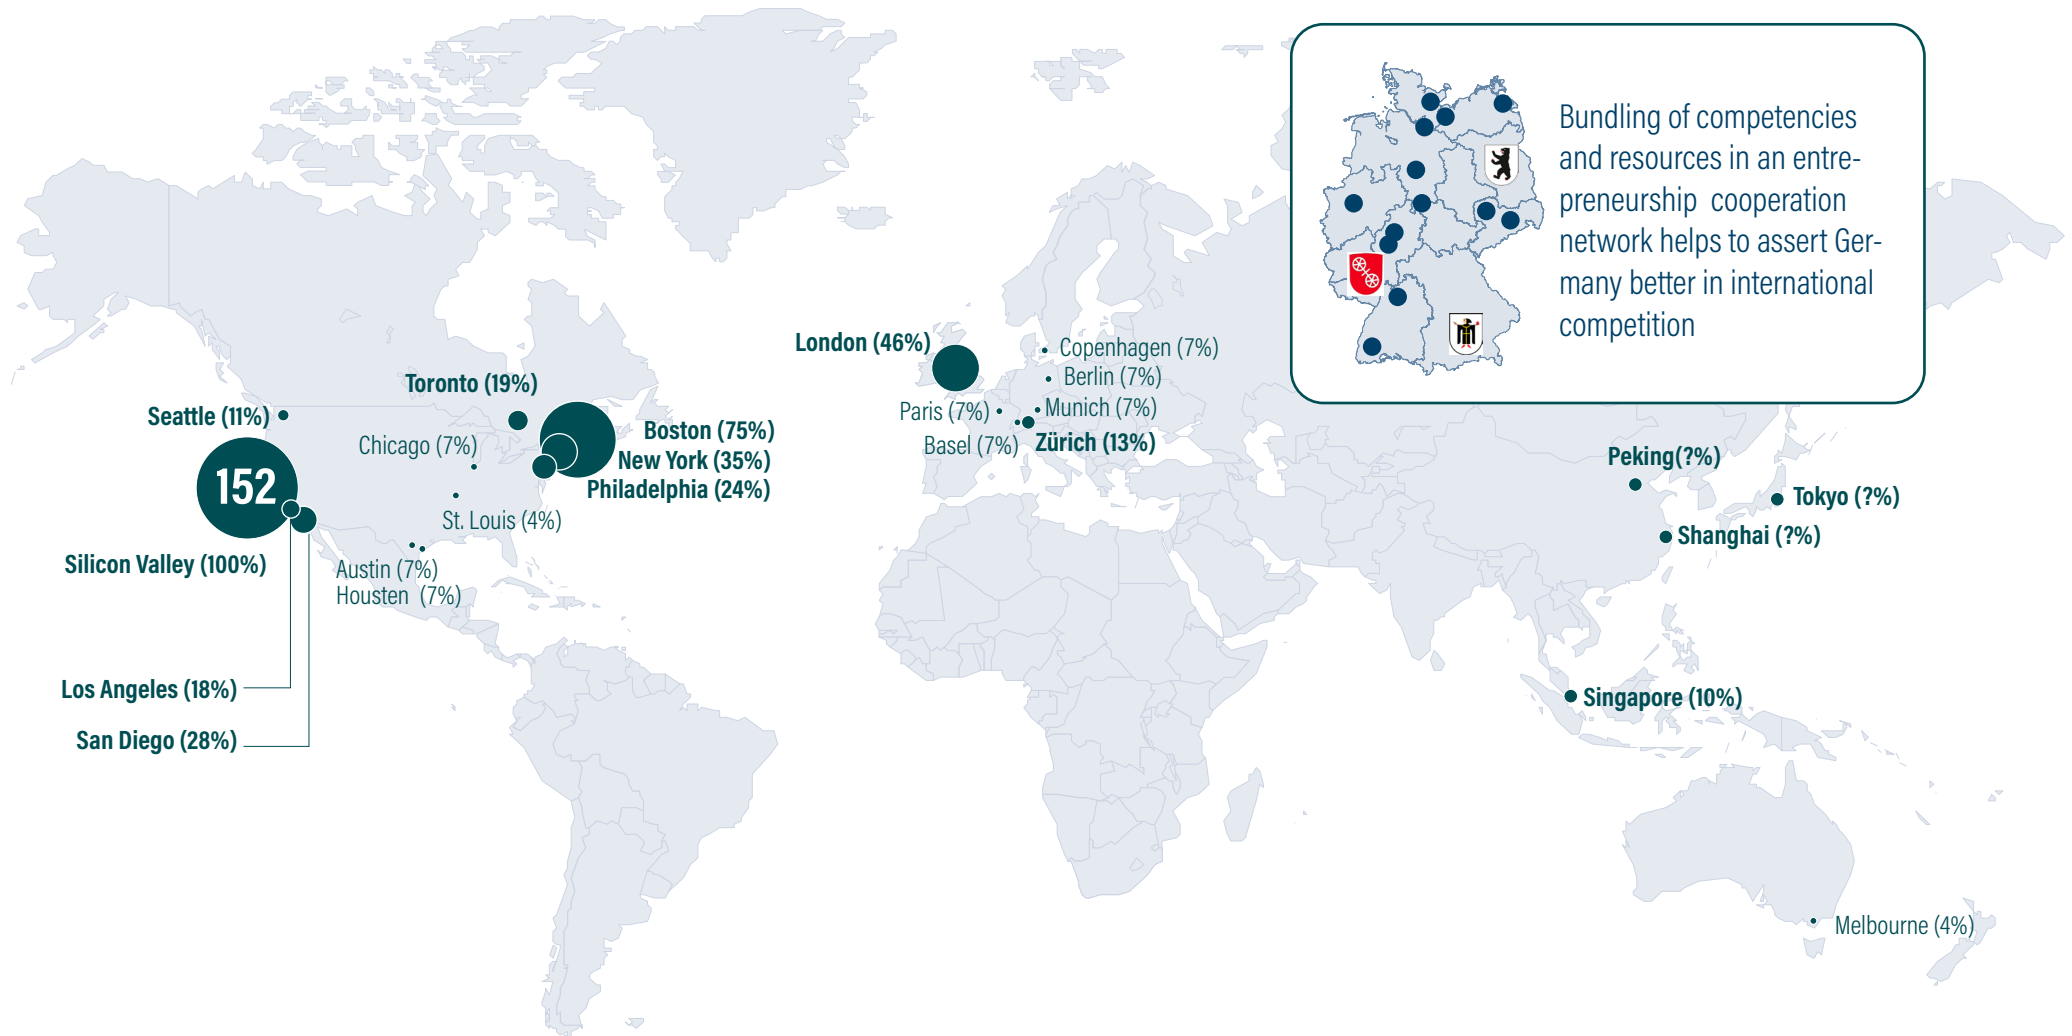 Bundling of competencies
and resources in an entre-
preneurship cooperation
network helps to assert Ger-
many better in international
competition
London (46%)
Copenhagen (7%)
Berlin (7%)
Toronto (19%)
Paris (7%)
Munich (7%)
Seattle (11%)
Boston (75%)
Basel (7%)
Zürich (13%)
Chicago (7%)
New York (35%)
Peking(?%)
152
Philadelphia (24%)
Tokyo (?%)
St. Louis (4%)
Shanghai (?%)
Silicon Valley (100%)
Austin (7%)
Housten (7%)
Los Angeles (18%)
Singapore (10%)
San Diego (28%)
Melbourne (4%)